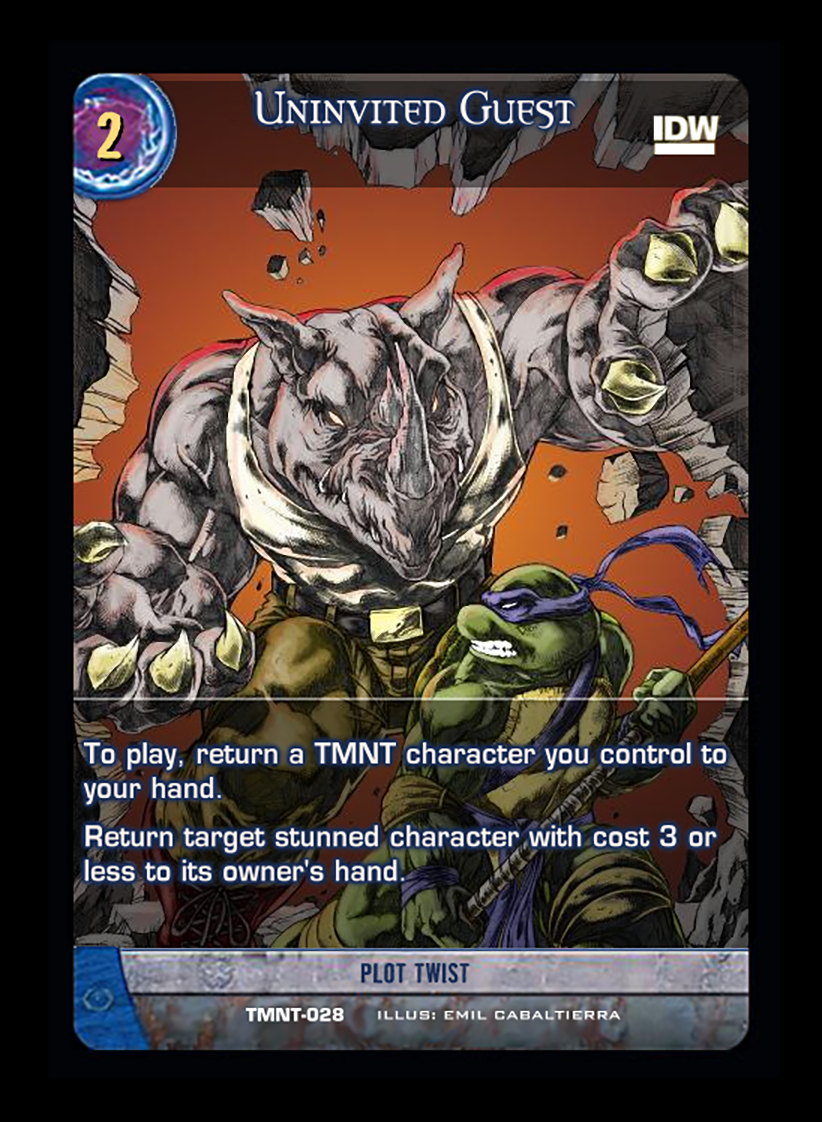 2
Uninvited Guest
IDW
To play, return a TMNT character you control to
your hand.
Return target stunned character with cost 3 or
less to its owner's hand.
PLOT TWIST
TMNT-028 ILLUS: EMIL CABALTIERRA